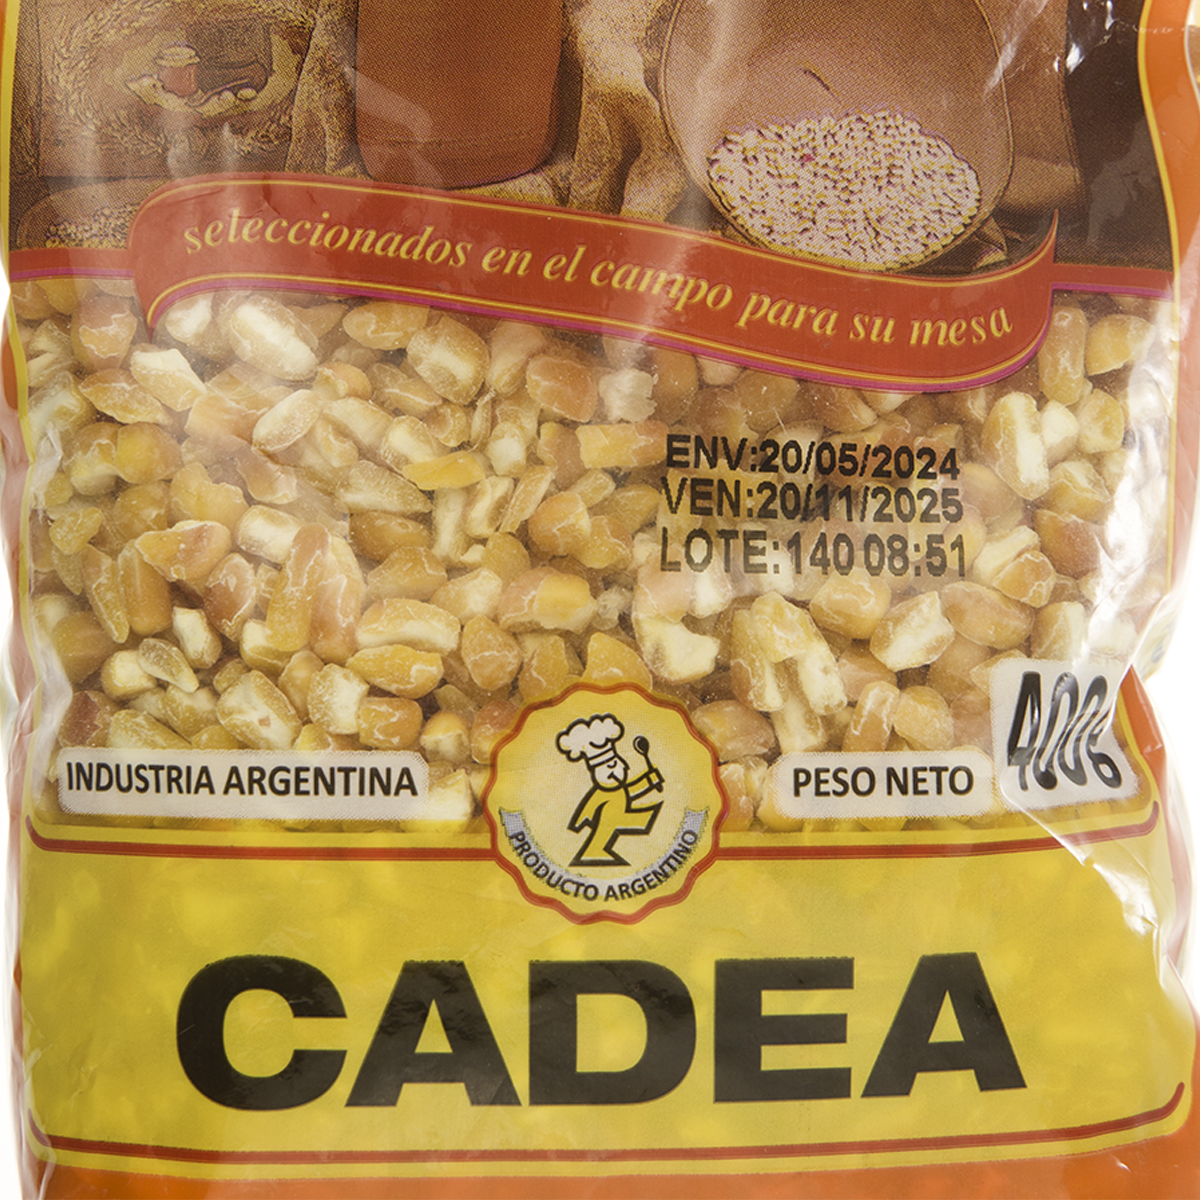 seleccionados en el campo para su mesa
ENV:20/05/2024
VEN:20/11/2025
LOTE:140 08:51
INDUSTRIA ARGENTINA
PESO NETO 400g
PRODUCTO ARGENTINO
CADEA